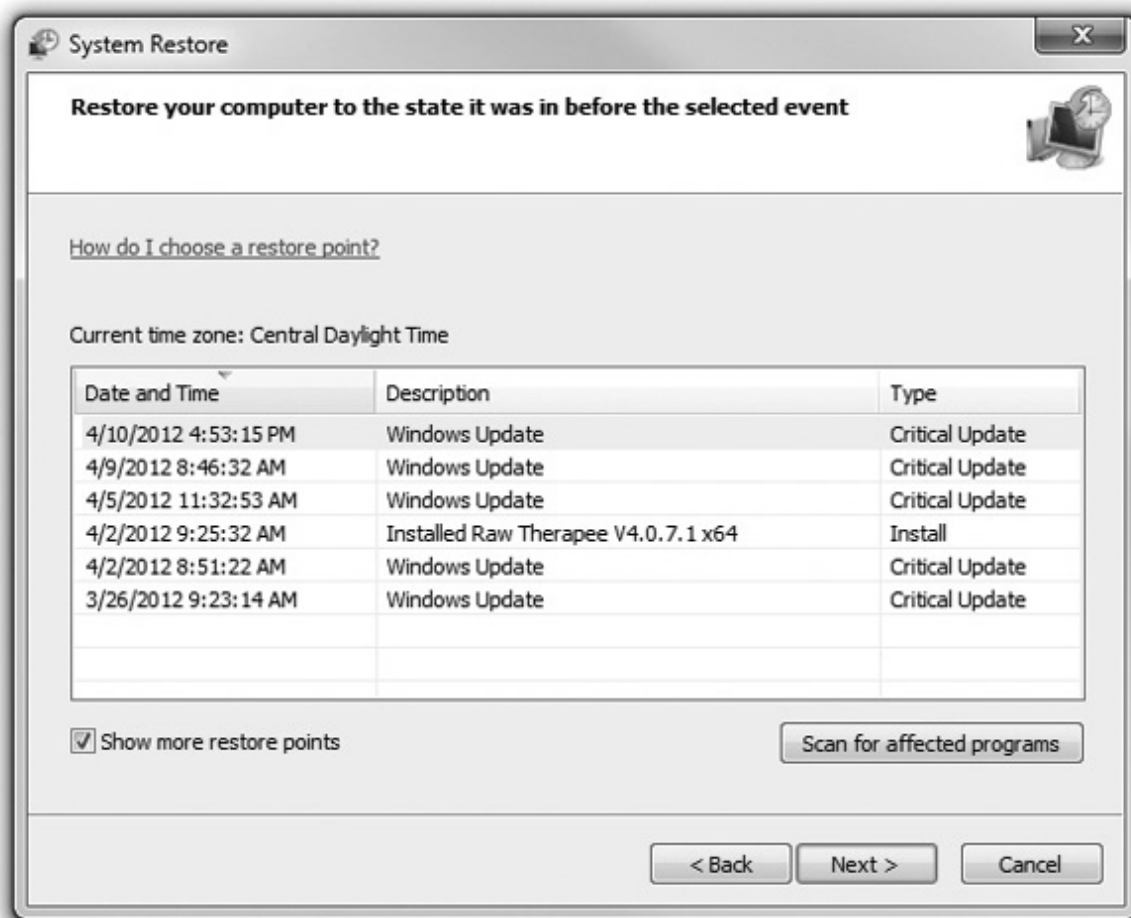 System Restore
Restore your computer to the state it was in before the selected event
How do I choose a restore point?
Current time zone: Central Daylight Time
Date and Time Description Type
4/10/2012 4:53:15 PM Windows Update Critical Update
4/9/2012 8:46:32 AM Windows Update Critical Update
4/5/2012 11:32:53 AM Windows Update Critical Update
4/2/2012 9:25:32 AM Installed Raw Therapee V4.0.7.1 x64 Install
4/2/2012 8:51:22 AM Windows Update Critical Update
3/26/2012 9:23:14 AM Windows Update Critical Update
Show more restore points Scan for affected programs
< Back Next > Cancel